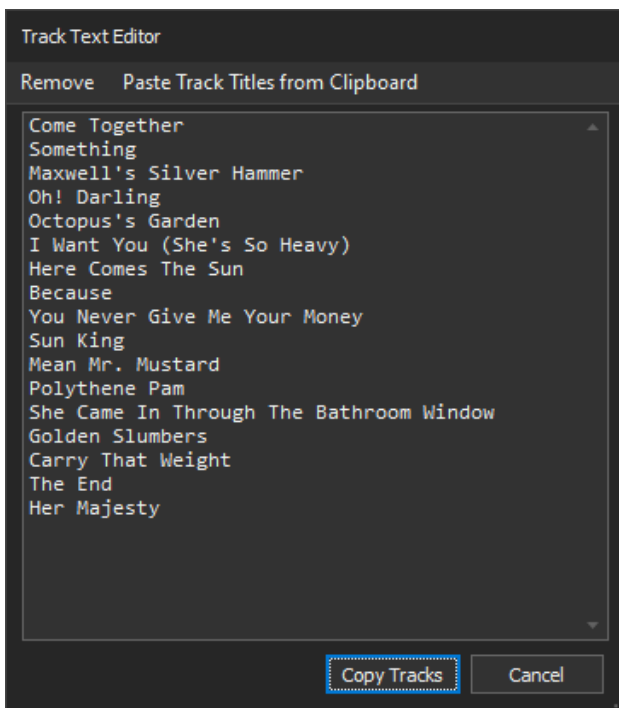 Track Text Editor
Remove Paste Track Titles from Clipboard
Come Together
Something
Maxwell's Silver Hammer
Oh! Darling
Octopus's Garden
I Want You (She's So Heavy)
Here Comes The Sun
Because
You Never Give Me Your Money
Sun King
Mean Mr. Mustard
Polythene Pam
She Came In Through The Bathroom Window
Golden Slumbers
Carry That Weight
The End
Her Majesty
Copy Tracks Cancel